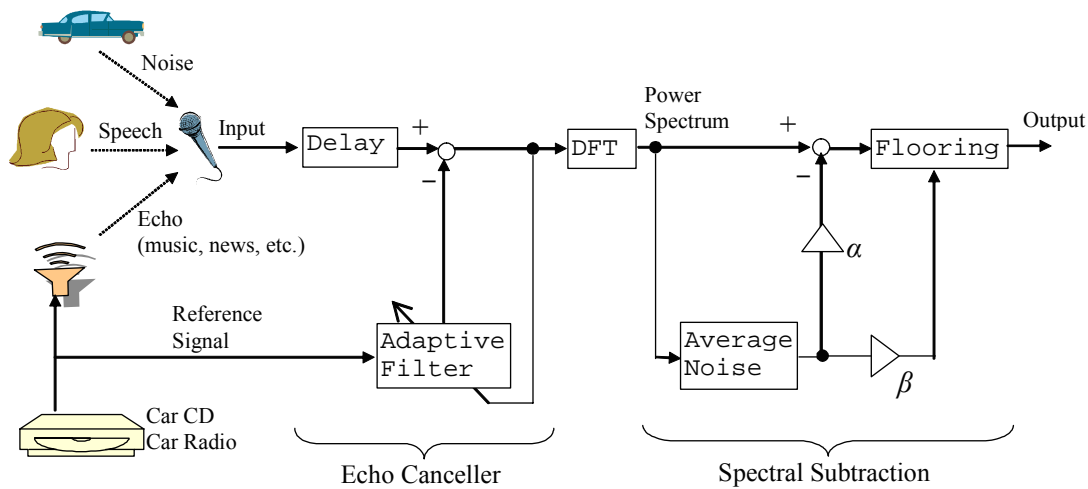 Noise
Speech
Input
Echo
(music, news, etc.)
Delay
+
−
DFT
Power
Spectrum
+
−
Flooring
Output
α
Reference
Signal
Adaptive
Filter
Average
Noise
β
Car CD
Car Radio
Echo Canceller
Spectral Subtraction